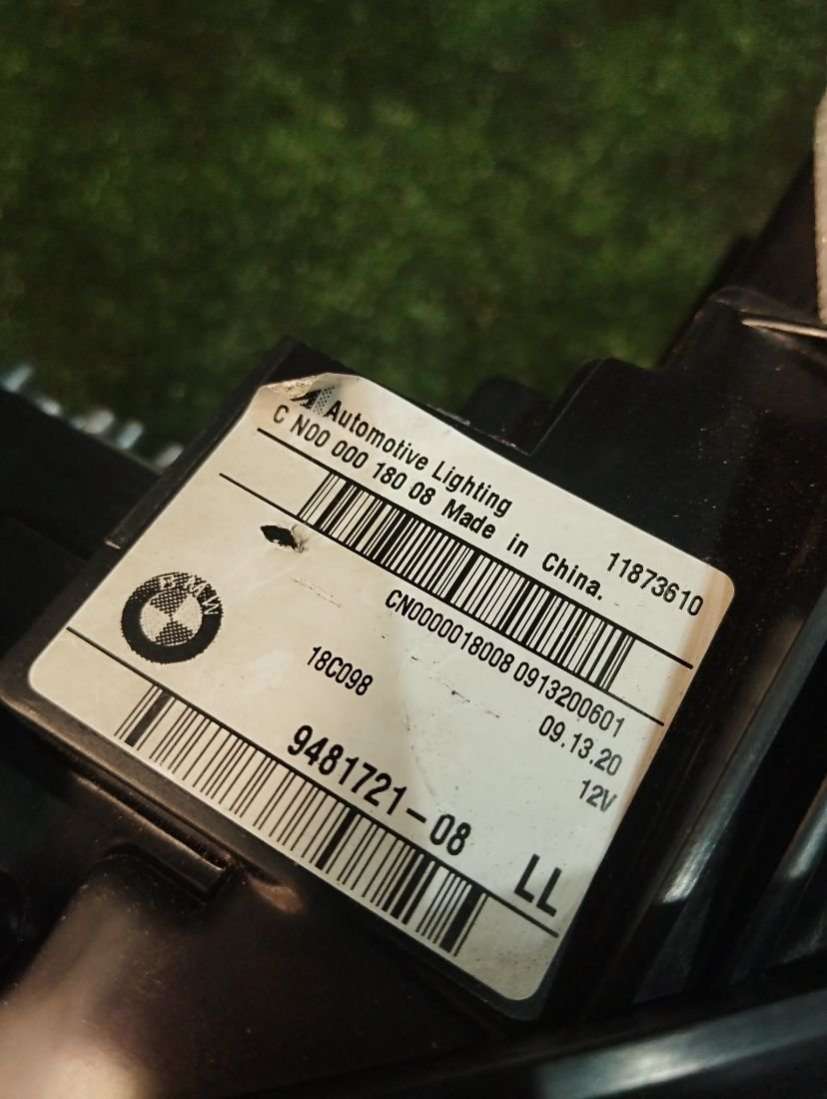 Automotive Lighting
C N00 000 180 08 Made in China.
11873610
CN0000018008 0913200601
BMW
18C098
09.13.20
12V
9481721-08
LL